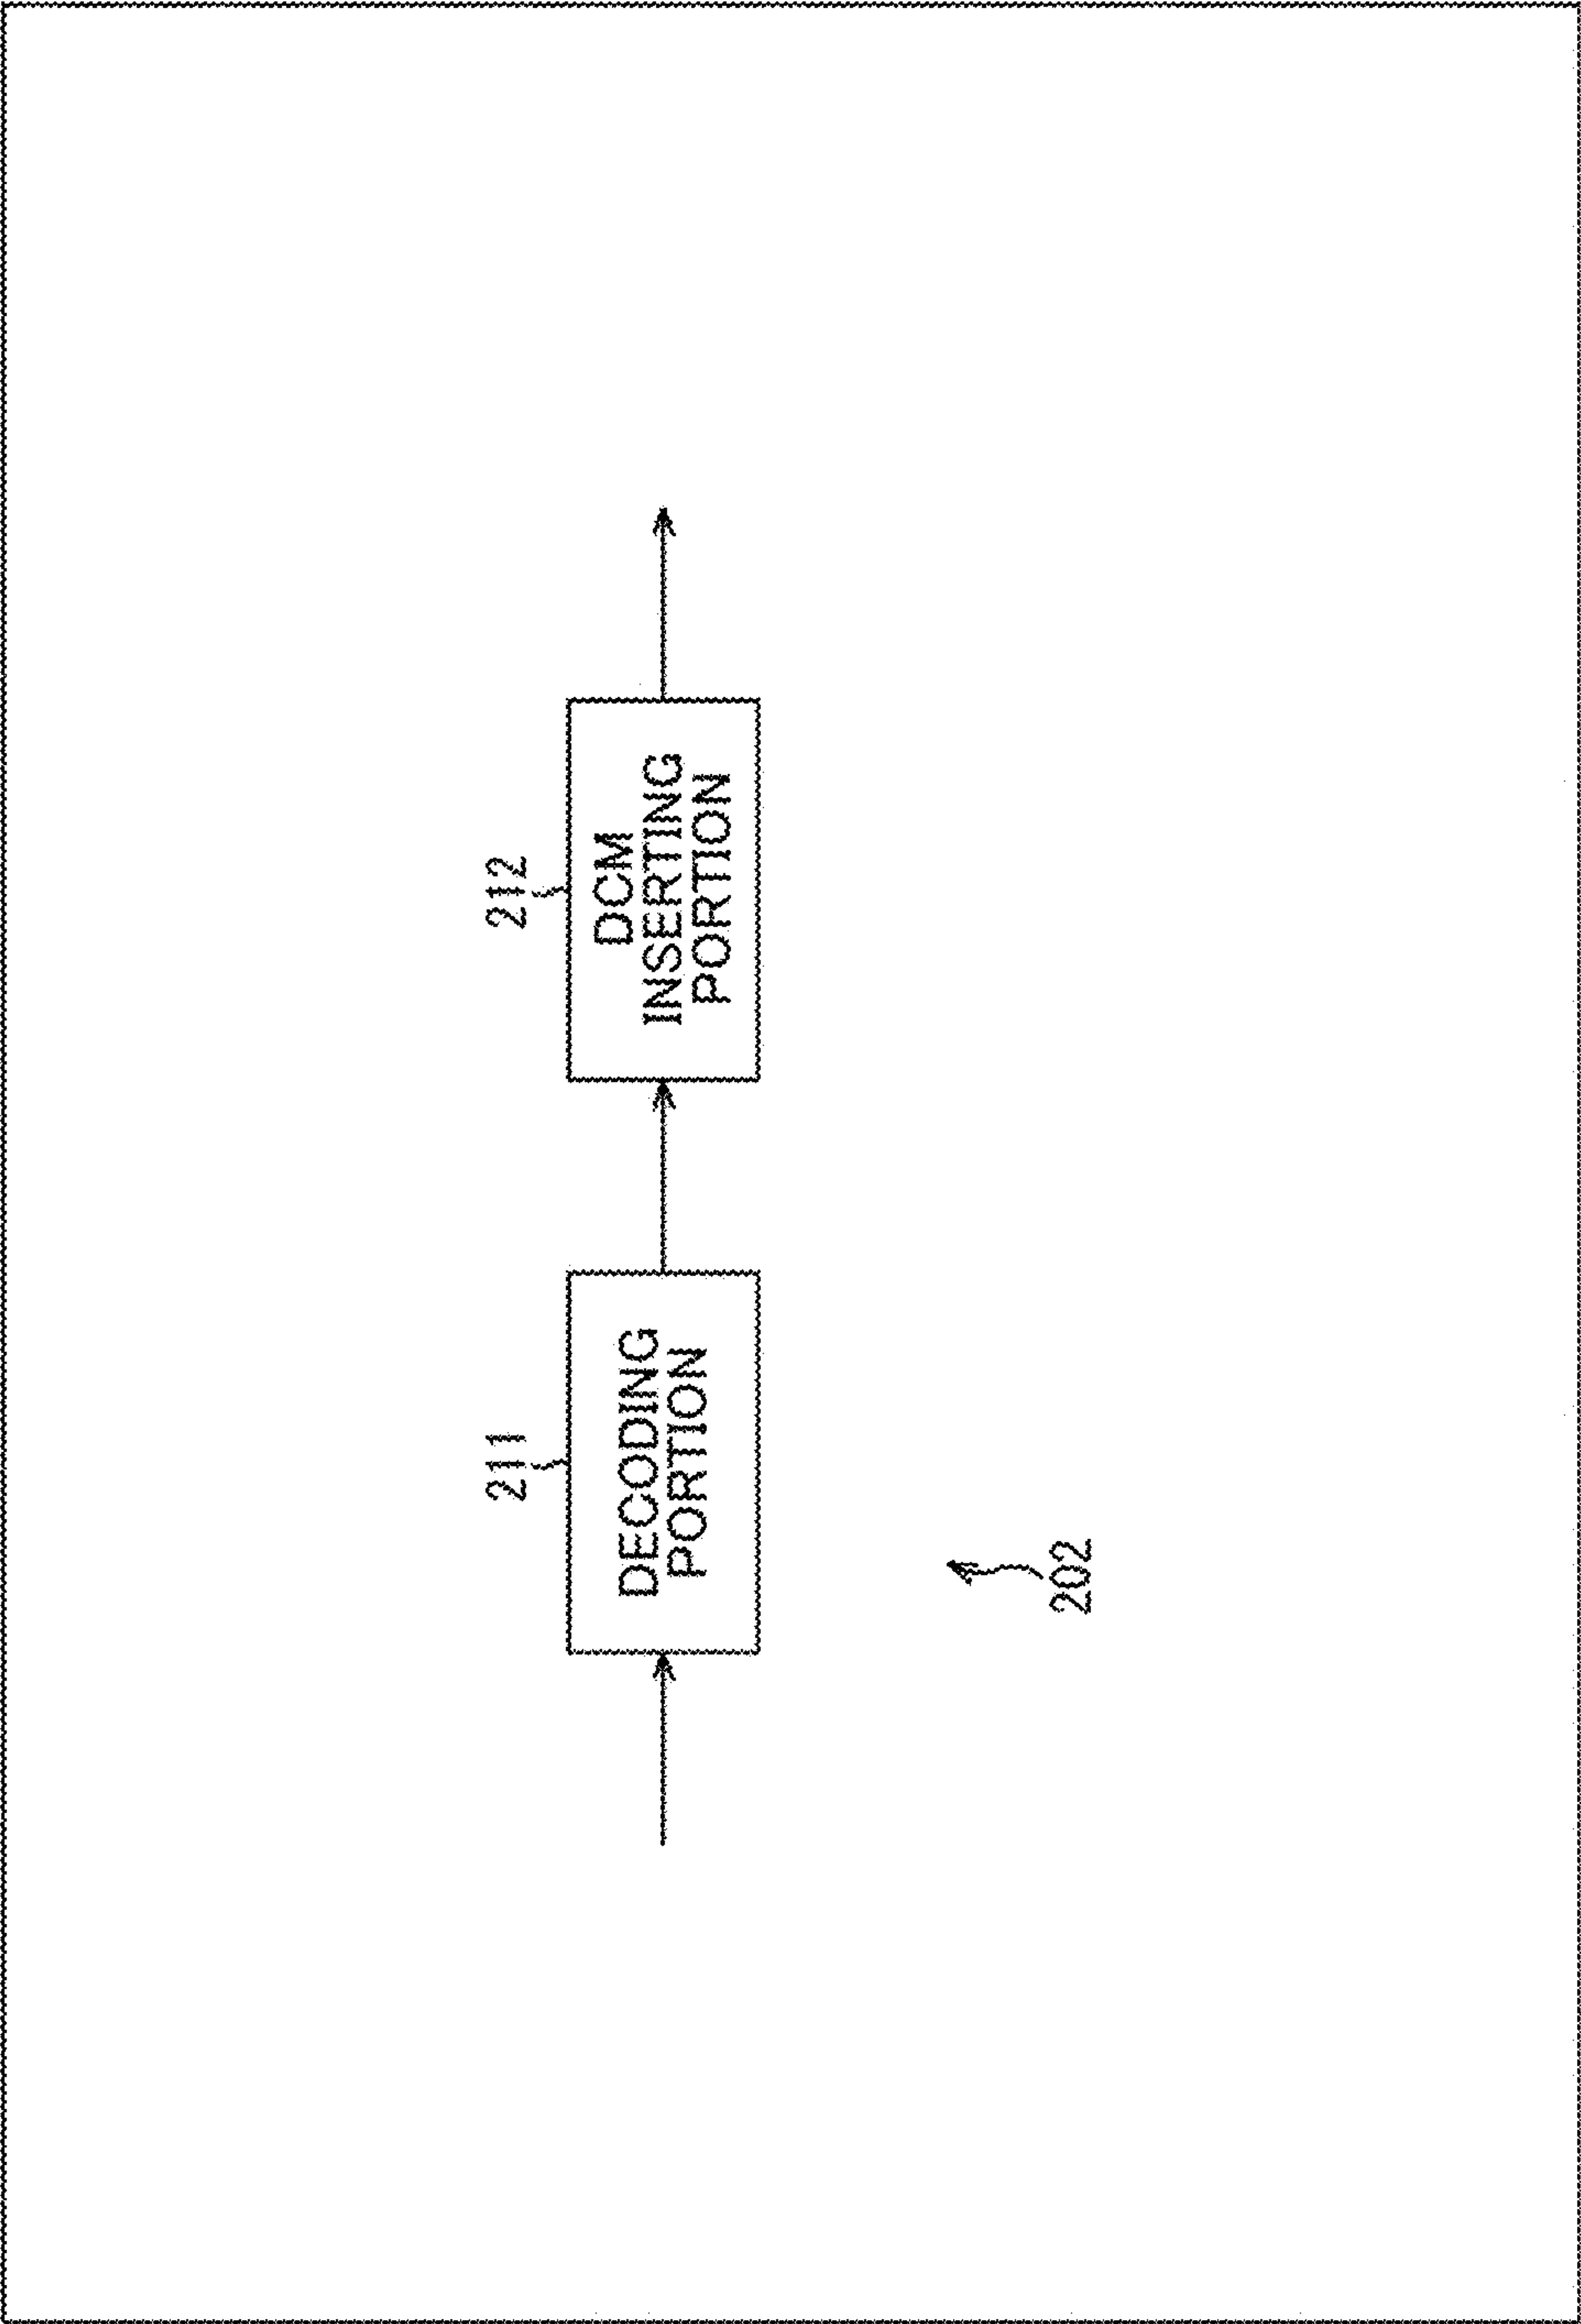 211
DECODING
PORTION
212
DCM
INSERTING
PORTION
202